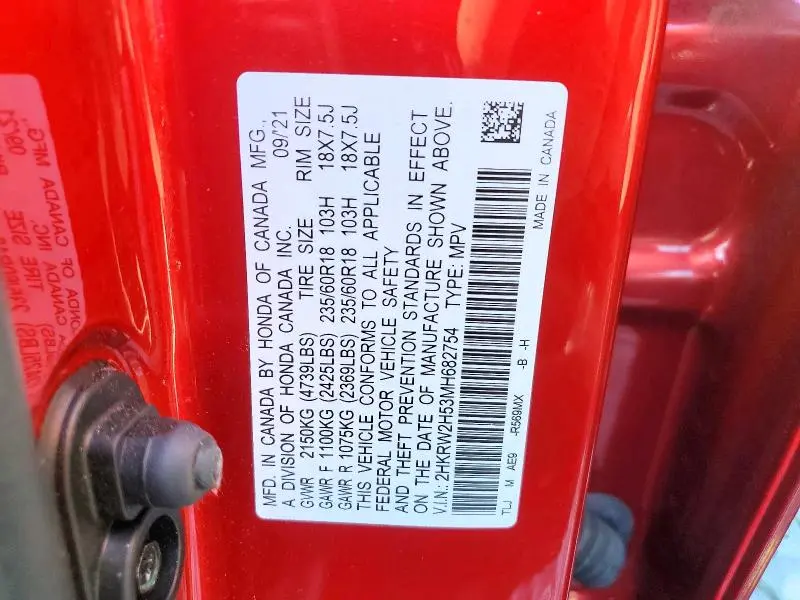 MFD. IN CANADA BY HONDA OF CANADA MFG.,
A DIVISION OF HONDA CANADA INC. 09/'21
GVWR 2150KG (4739LBS) TIRE SIZE RIM SIZE
GAWR F 1100KG (2425LBS) 235/60R18 103H 18X7.5J
GAWR R 1075KG (2369LBS) 235/60R18 103H 18X7.5J
THIS VEHICLE CONFORMS TO ALL APPLICABLE
FEDERAL MOTOR VEHICLE SAFETY
AND THEFT PREVENTION STANDARDS IN EFFECT
ON THE DATE OF MANUFACTURE SHOWN ABOVE.
V.I.N.: 2HKRW2H53MH682754 TYPE: MPV
TLJ M AE9 -R569MX -B -H MADE IN CANADA